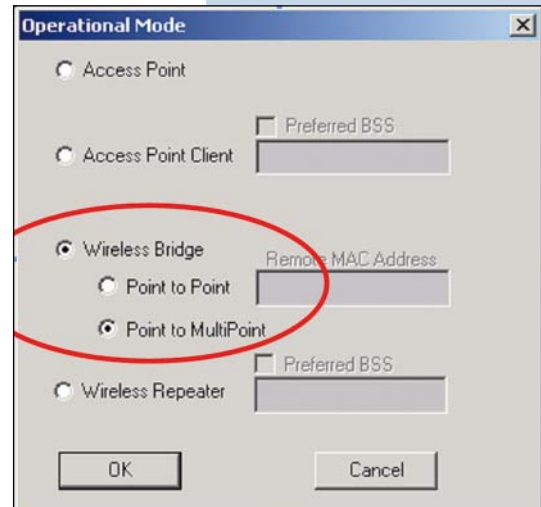 Operational Mode
Access Point
Preferred BSS
Access Point Client
Wireless Bridge
Remote MAC Address
Point to Point
Point to MultiPoint
Preferred BSS
Wireless Repeater
OK
Cancel